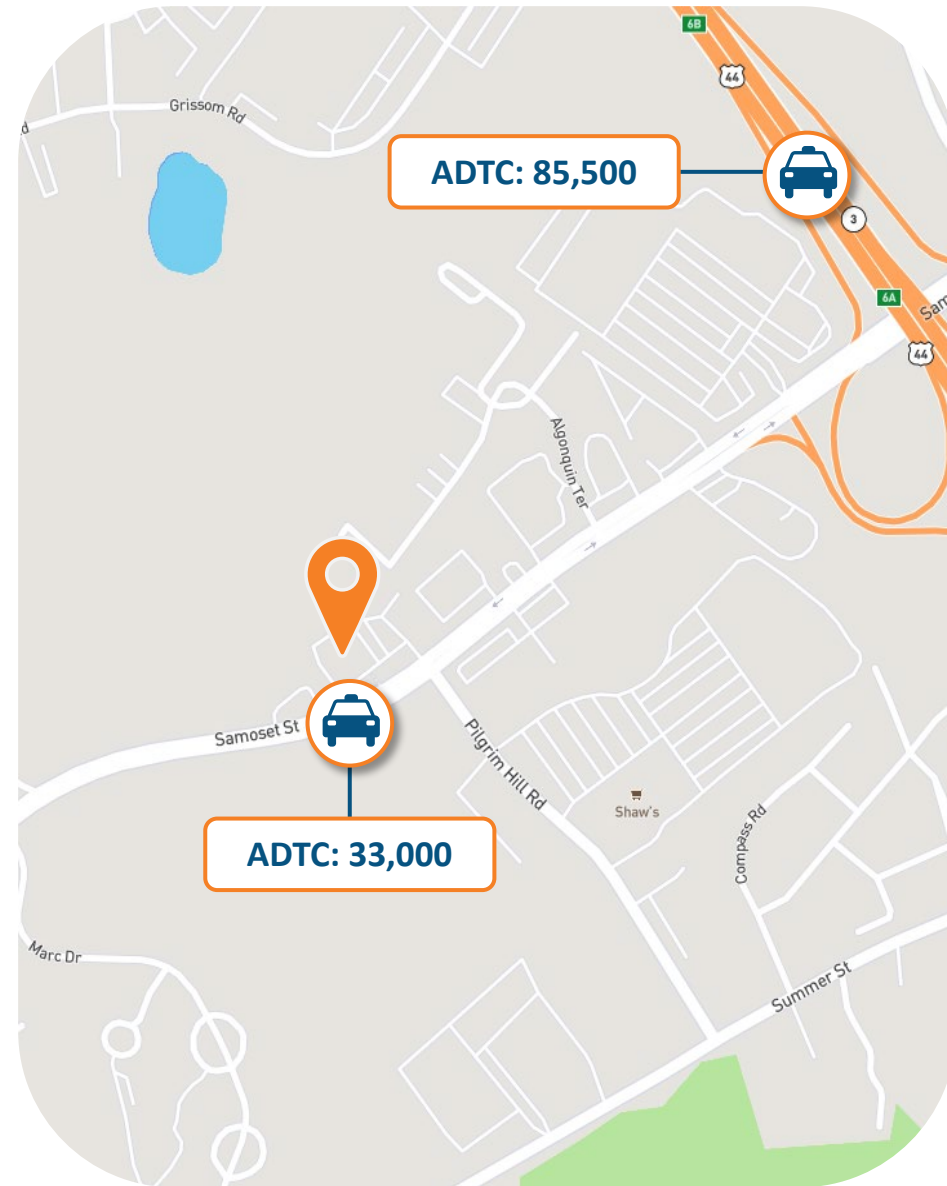 6B
44
Grissom Rd
d
ADTC: 85,500
3
6A
Sam
44
Algonquin Ter
Samoset St
Pilgrim Hill Rd
Shaw's
Compass Rd
ADTC: 33,000
Marc Dr
Summer St